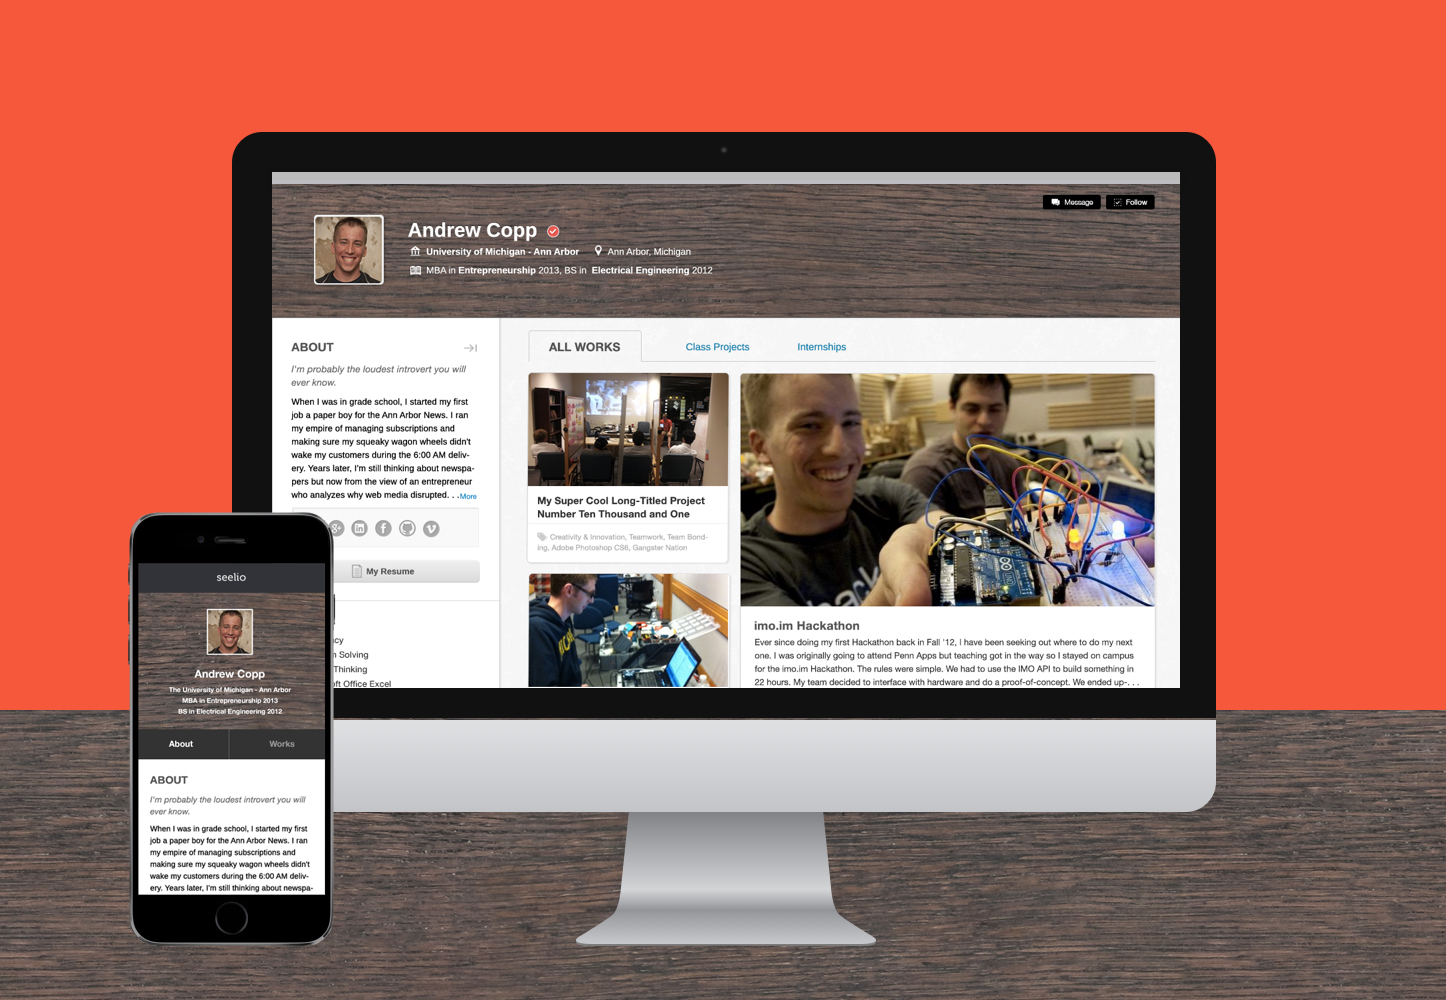 Message
Follow
Andrew Copp
University of Michigan - Ann Arbor
Ann Arbor, Michigan
MBA in Entrepreneurship 2013, BS in Electrical Engineering 2012
ABOUT
I'm probably the loudest introvert you will
ever know.
When I was in grade school, I started my first
job a paper boy for the Ann Arbor News. I ran
my empire of managing subscriptions and
making sure my squeaky wagon wheels didn't
wake my customers during the 6:00 AM deliv-
ery. Years later, I'm still thinking about newspa-
pers but now from the view of an entrepreneur
who analyzes why web media disrupted. . .
More
My Resume
cy
Solving
Thinking
oft Office Excel
ALL WORKS
Class Projects
Internships
My Super Cool Long-Titled Project
Number Ten Thousand and One
Creativity & Innovation, Teamwork, Team Bond-
ing, Adobe Photoshop CS6, Gangster Nation
imo.im Hackathon
Ever since doing my first Hackathon back in Fall '12, I have been seeking out where to do my next
one. I was originally going to attend Penn Apps but teaching got in the way so I stayed on campus
for the imo.im Hackathon. The rules were simple. We had to use the IMO API to build something in
22 hours. My team decided to interface with hardware and do a proof-of-concept. We ended up-. . .
seelio
Andrew Copp
The University of Michigan - Ann Arbor
MBA in Entrepreneurship 2013
BS in Electrical Engineering 2012
About
Works
ABOUT
I'm probably the loudest introvert you will
ever know.
When I was in grade school, I started my first
job a paper boy for the Ann Arbor News. I ran
my empire of managing subscriptions and
making sure my squeaky wagon wheels didn't
wake my customers during the 6:00 AM deliv-
ery. Years later, I'm still thinking about newspa-